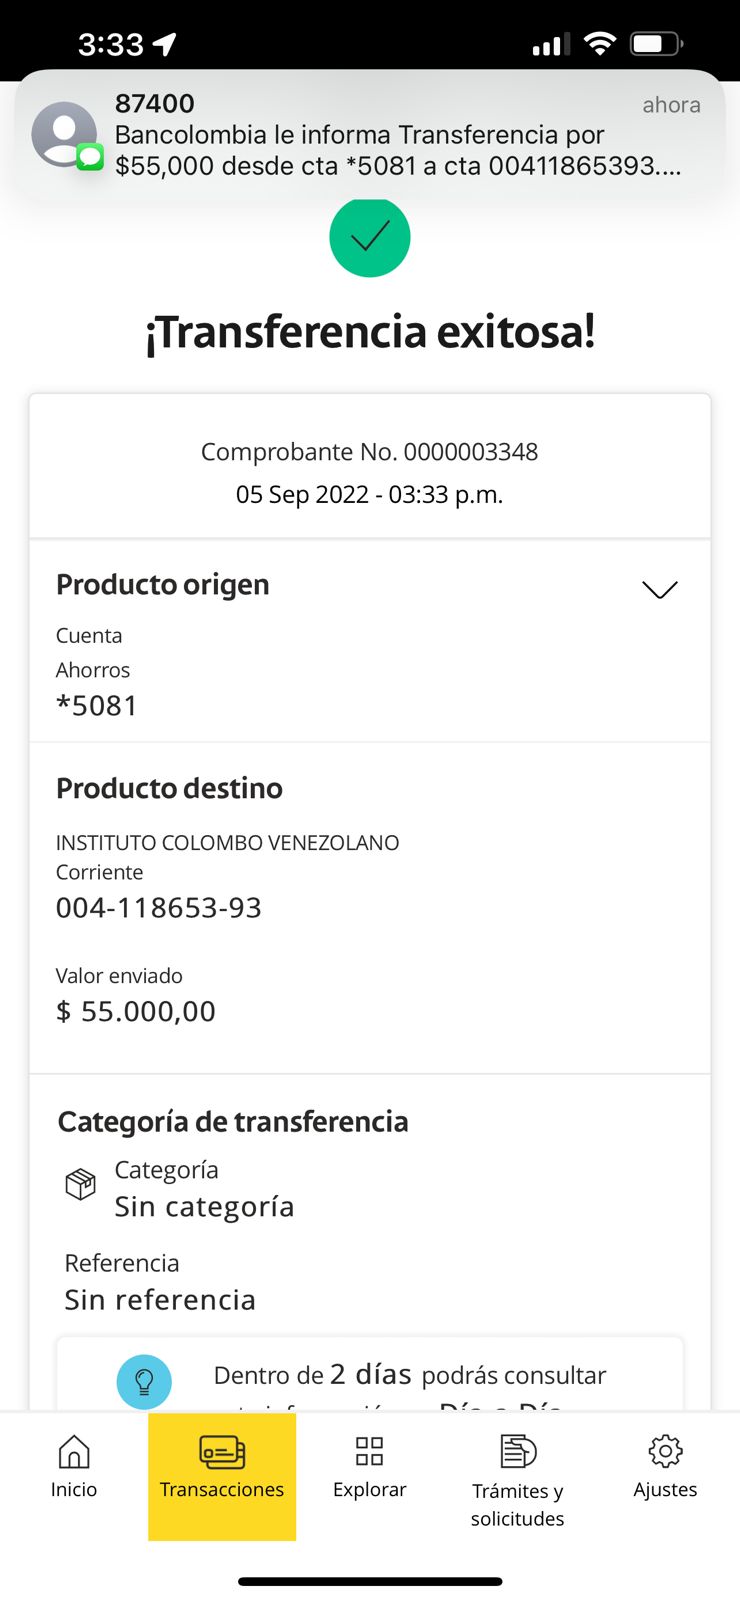 3:33
87400
ahora
Bancolombia le informa Transferencia por
$55,000 desde cta *5081 a cta 00411865393....
¡Transferencia exitosa!
Comprobante No. 0000003348
05 Sep 2022 - 03:33 p.m.
Producto origen
Cuenta
Ahorros
*5081
Producto destino
INSTITUTO COLOMBO VENEZOLANO
Corriente
004-118653-93
Valor enviado
$ 55.000,00
Categoría de transferencia
Categoría
Sin categoría
Referencia
Sin referencia
Dentro de 2 días podrás consultar
Día a Día
Inicio
Transacciones
Explorar
Trámites y
solicitudes
Ajustes